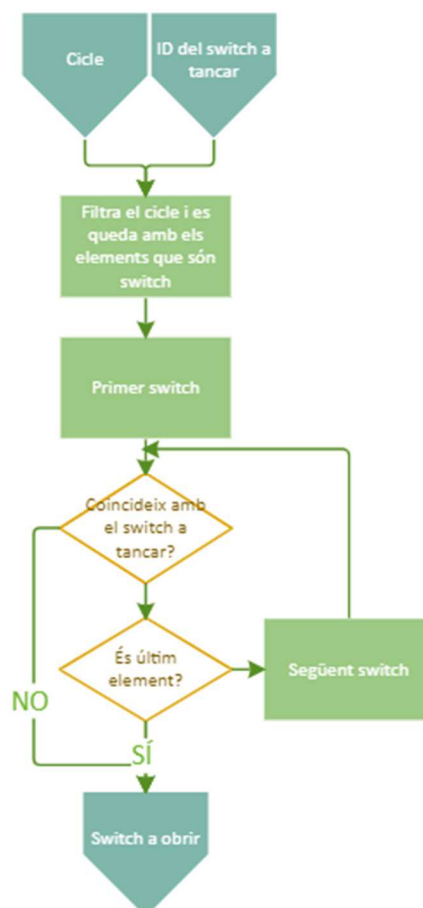 Cicle
ID del switch a
tancar
Filtra el cicle i es
queda amb els
elements que són
switch
Primer switch
Coincideix amb
el switch a
tancar?
És últim
element?
Següent switch
NO
SÍ
Switch a obrir